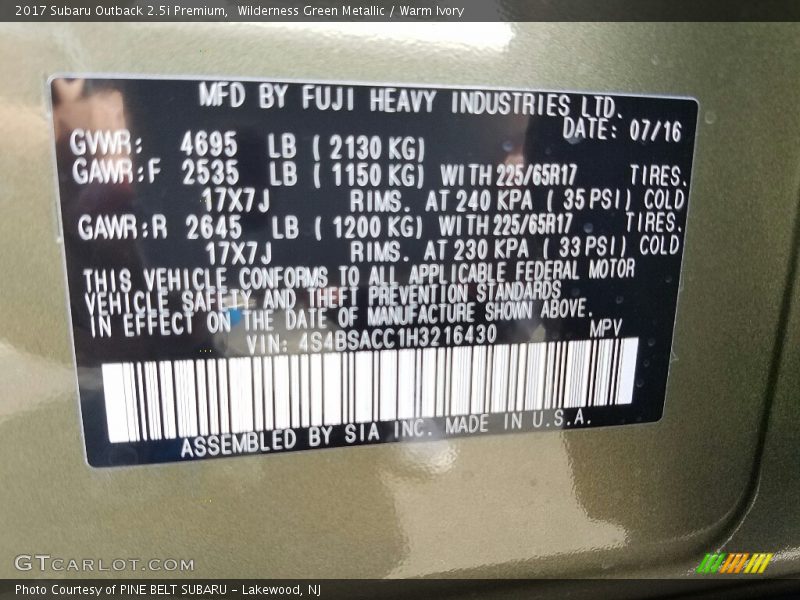 2017 Subaru Outback 2.5i Premium,  Wilderness Green Metallic / Warm Ivory
MFD BY FUJI HEAVY INDUSTRIES LTD.
DATE: 07/16
GVWR: 4695 LB ( 2130 KG)
GAWR:F 2535 LB ( 1150 KG) WITH 225/65R17 TIRES.
17X7J RIMS. AT 240 KPA ( 35 PSI) COLD
GAWR:R 2645 LB ( 1200 KG) WITH 225/65R17 TIRES.
17X7J RIMS. AT 230 KPA ( 33 PSI) COLD
THIS VEHICLE CONFORMS TO ALL APPLICABLE FEDERAL MOTOR
VEHICLE SAFETY AND THEFT PREVENTION STANDARDS
IN EFFECT ON THE DATE OF MANUFACTURE SHOWN ABOVE.
VIN: 4S4BSACC1H3216430 MPV
ASSEMBLED BY SIA INC. MADE IN U.S.A.
GTCARLOT.COM
Photo Courtesy of PINE BELT SUBARU - Lakewood, NJ